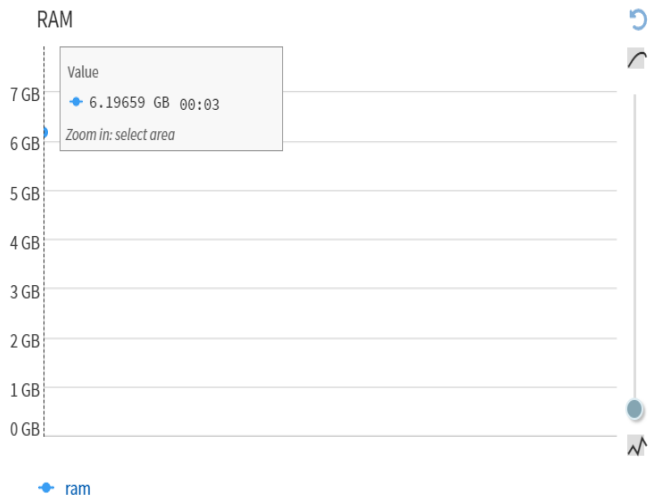 RAM
Value
6.19659 GB 00:03
Zoom in: select area
7 GB
6 GB
5 GB
4 GB
3 GB
2 GB
1 GB
0 GB
ram